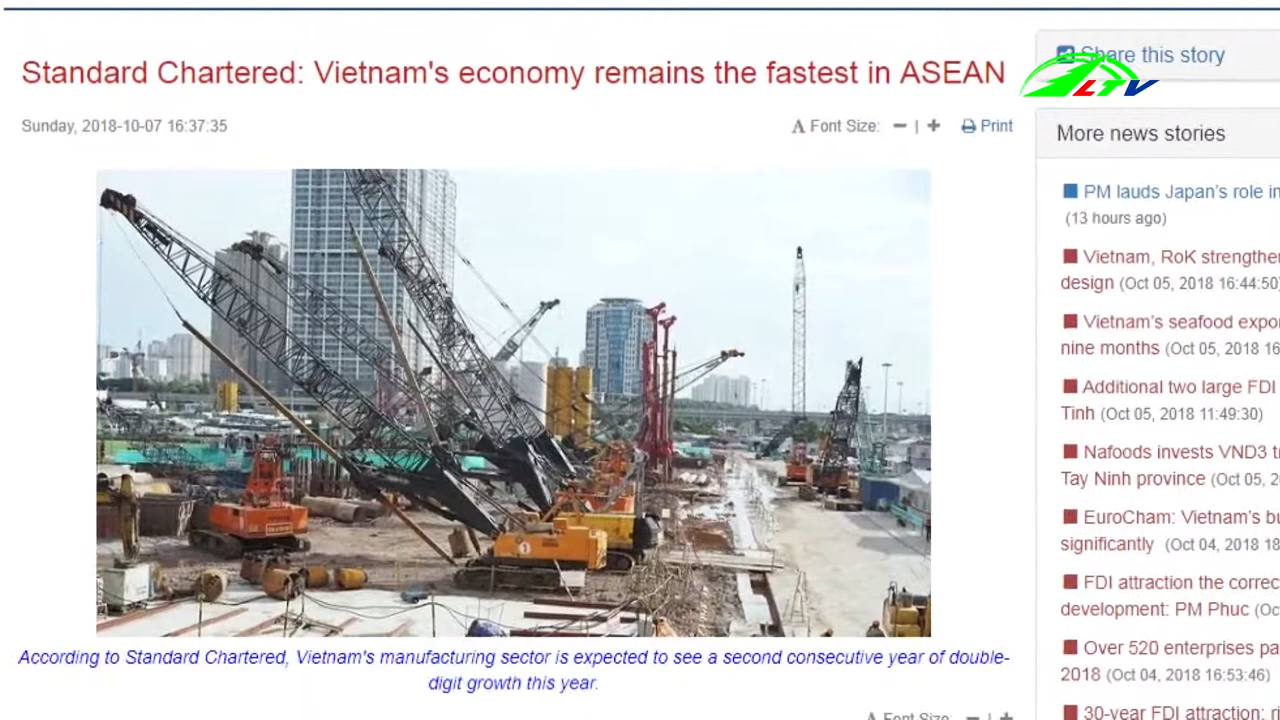 Standard Chartered: Vietnam's economy remains the fastest in ASEAN
Sunday, 2018-10-07 16:37:35
A Font Size: - | +
Print
According to Standard Chartered, Vietnam's manufacturing sector is expected to see a second consecutive year of double-
digit growth this year.
A Font Size
Share this story
LTV
More news stories
PM lauds Japan's role in
(13 hours ago)
Vietnam, RoK strengthen
design (Oct 05, 2018 16:44:50)
Vietnam's seafood expo
nine months (Oct 05, 2018 16
Additional two large FDI
Tinh (Oct 05, 2018 11:49:30)
Nafoods invests VND3 t
Tay Ninh province (Oct 05, 2
EuroCham: Vietnam's bu
significantly (Oct 04, 2018 18
FDI attraction the correc
development: PM Phuc (Oc
Over 520 enterprises pa
2018 (Oct 04, 2018 16:53:46)
30-year FDI attraction: ri